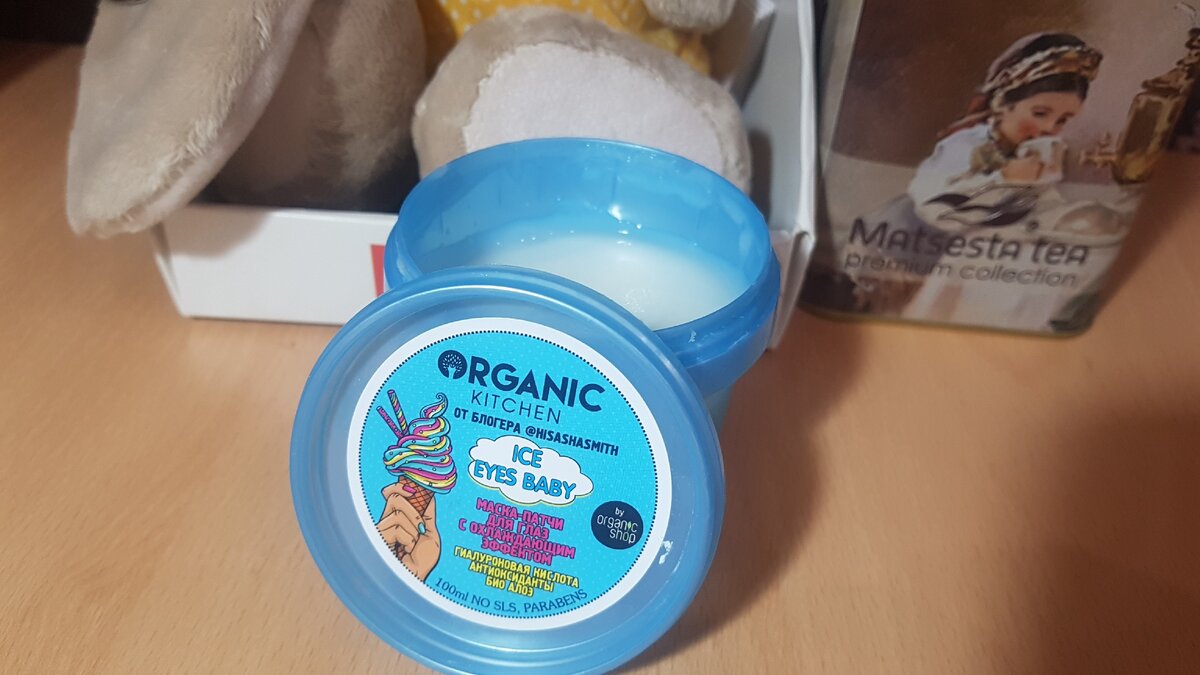 ORGANIC
KITCHEN
ОТ БЛОГЕРА @HISASHASMITH
ICE
EYES BABY
МАСКА-ПАТЧИ
ДЛЯ ГЛАЗ
С ОХЛАЖДАЮЩИМ
ЭФФЕКТОМ
ГИАЛУРОНОВАЯ КИСЛОТА
АНТИОКСИДАНТЫ
БИО АЛОЭ
100ml NO SLS, PARABENS
by
organic
shop
Matsesta tea
premium collection